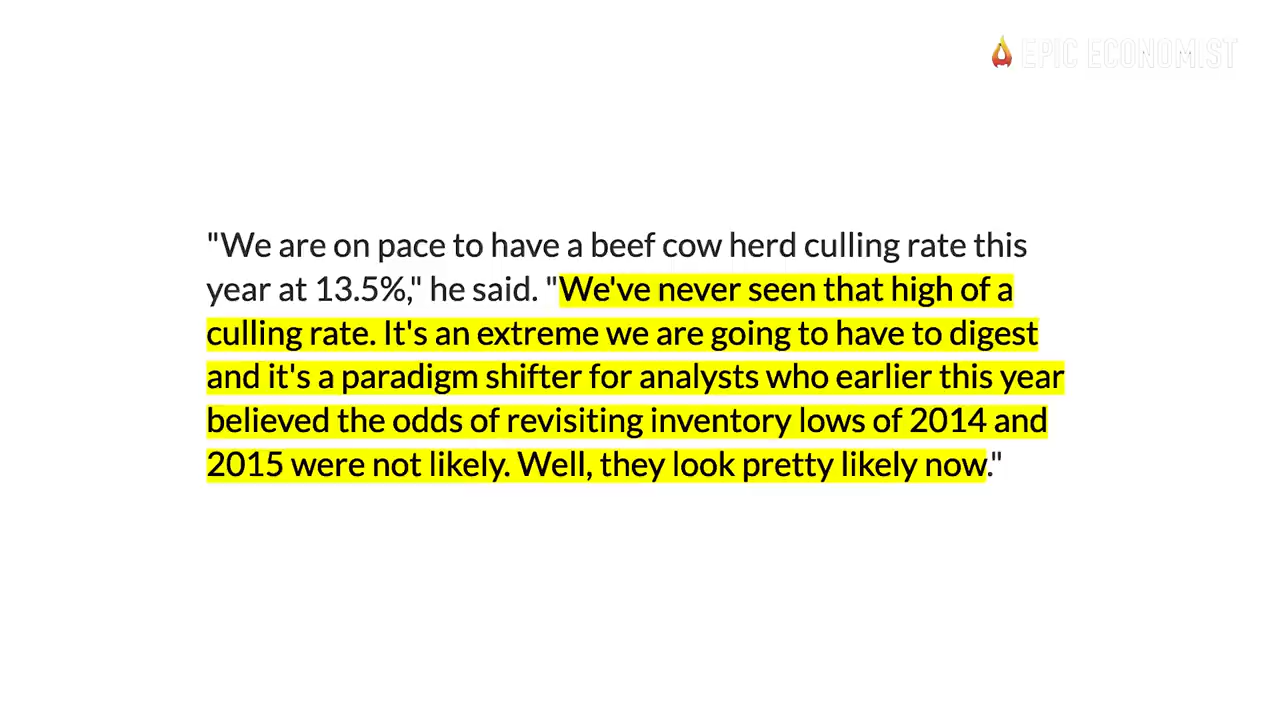 EPIC ECONOMIST
"We are on pace to have a beef cow herd culling rate this
year at 13.5%," he said. "We've never seen that high of a
culling rate. It's an extreme we are going to have to digest
and it's a paradigm shifter for analysts who earlier this year
believed the odds of revisiting inventory lows of 2014 and
2015 were not likely. Well, they look pretty likely now."